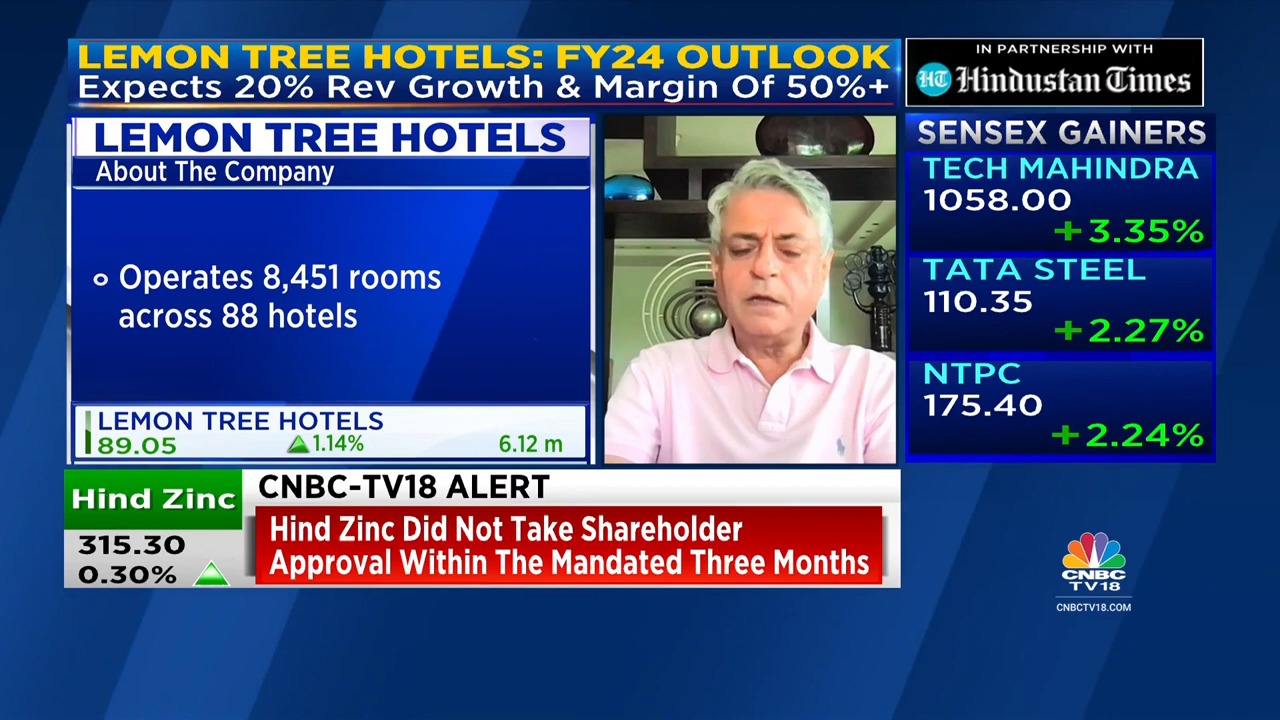 LEMON TREE HOTELS: FY24 OUTLOOK
Expects 20% Rev Growth & Margin Of 50%+
IN PARTNERSHIP WITH
HT Hindustan Times
LEMON TREE HOTELS
About The Company
Operates 8,451 rooms
across 88 hotels
LEMON TREE HOTELS
89.05 1.14% 6.12 m
SENSEX GAINERS
TECH MAHINDRA
1058.00
+3.35%
TATA STEEL
110.35
+2.27%
NTPC
175.40
+2.24%
Hind Zinc
315.30
0.30%
CNBC-TV18 ALERT
Hind Zinc Did Not Take Shareholder
Approval Within The Mandated Three Months
CNBC
TV18
CNBCTV18.COM